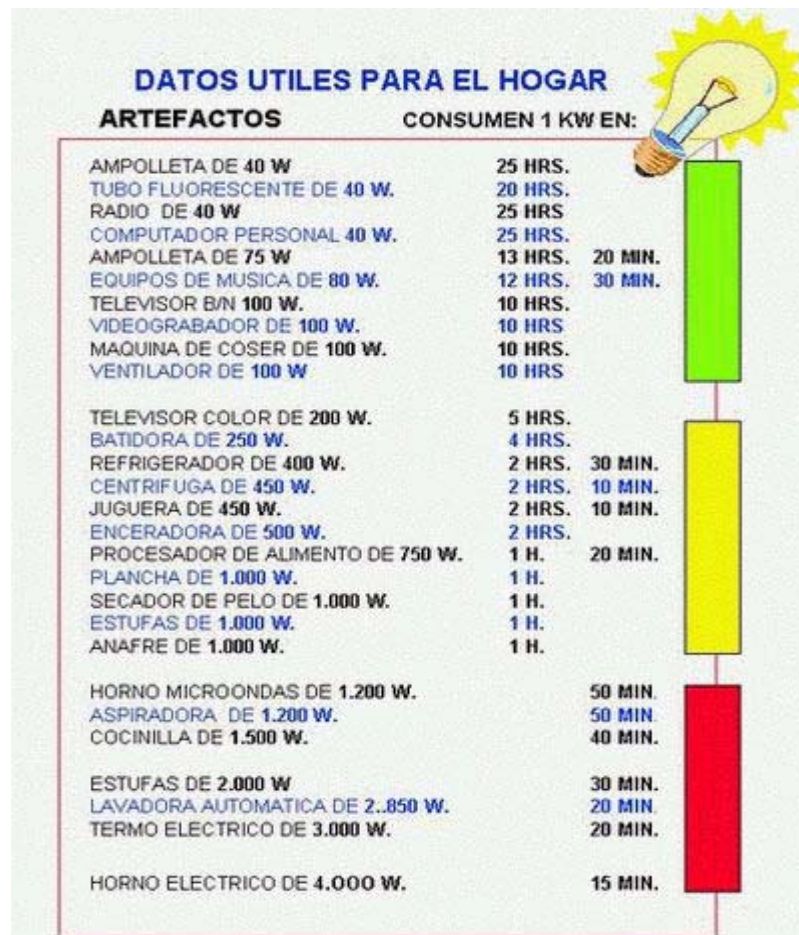 DATOS UTILES PARA EL HOGAR
ARTEFACTOS CONSUMEN 1 KW EN:
AMPOLLETA DE 40 W 25 HRS.
TUBO FLUORESCENTE DE 40 W. 20 HRS.
RADIO DE 40 W 25 HRS
COMPUTADOR PERSONAL 40 W. 25 HRS.
AMPOLLETA DE 75 W 13 HRS. 20 MIN.
EQUIPOS DE MUSICA DE 80 W. 12 HRS. 30 MIN.
TELEVISOR B/N 100 W. 10 HRS.
VIDEOGRABADOR DE 100 W. 10 HRS
MAQUINA DE COSER DE 100 W. 10 HRS.
VENTILADOR DE 100 W 10 HRS
TELEVISOR COLOR DE 200 W. 5 HRS.
BATIDORA DE 250 W. 4 HRS.
REFRIGERADOR DE 400 W. 2 HRS. 30 MIN.
CENTRIFUGA DE 450 W. 2 HRS. 10 MIN.
JUGUERA DE 450 W. 2 HRS. 10 MIN.
ENCERADORA DE 500 W. 2 HRS.
PROCESADOR DE ALIMENTO DE 750 W. 1 H. 20 MIN.
PLANCHA DE 1.000 W. 1 H.
SECADOR DE PELO DE 1.000 W. 1 H.
ESTUFAS DE 1.000 W. 1 H.
ANAFRE DE 1.000 W. 1 H.
HORNO MICROONDAS DE 1.200 W. 50 MIN.
ASPIRADORA DE 1.200 W. 50 MIN.
COCINILLA DE 1.500 W. 40 MIN.
ESTUFAS DE 2.000 W 30 MIN.
LAVADORA AUTOMATICA DE 2..850 W. 20 MIN.
TERMO ELECTRICO DE 3.000 W. 20 MIN.
HORNO ELECTRICO DE 4.000 W. 15 MIN.